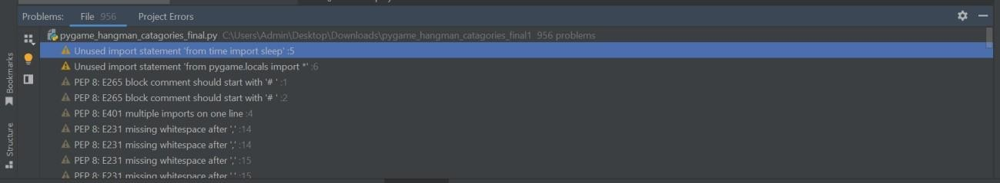 Problems: File 956 Project Errors
pygame_hangman_catagories_final.py C:\Users\Admin\Desktop\Downloads\pygame_hangman_catagories_final1 956 problems
Unused import statement 'from time import sleep' :5
Unused import statement 'from pygame.locals import *' :6
PEP 8: E265 block comment should start with '# ' :1
PEP 8: E265 block comment should start with '# ' :2
PEP 8: E401 multiple imports on one line :4
PEP 8: E231 missing whitespace after ',' :14
PEP 8: E231 missing whitespace after ',' :14
PEP 8: E231 missing whitespace after ',' :15
PEP 8: E231 missing whitespace after ',' :15
Bookmarks
Structure